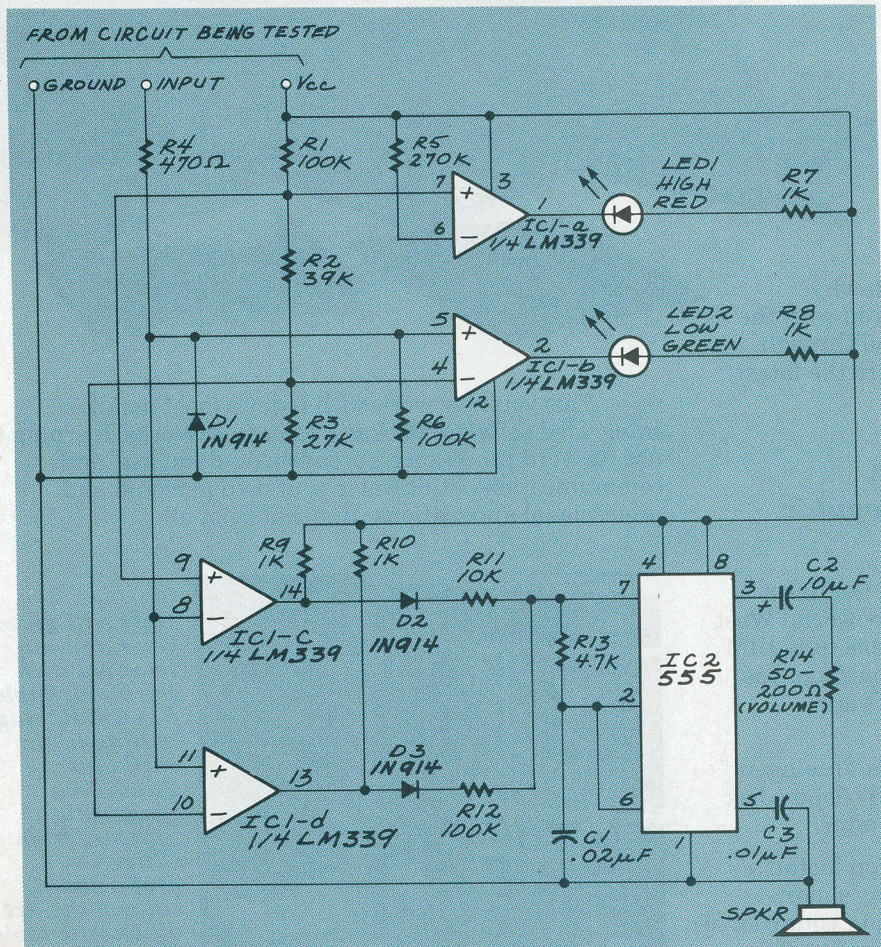 FROM CIRCUIT BEING TESTED
GROUND
INPUT
Vcc
R4
470Ω
R1
100K
R5
270K
7
+
3
6
−
1
IC1-a
1/4 LM339
LED1
HIGH
RED
R7
1K
R2
39K
5
+
4
−
2
12
IC1-b
1/4 LM339
LED2
LOW
GREEN
R8
1K
D1
1N914
R3
27K
R6
100K
9
+
8
−
14
IC1-C
1/4 LM339
R9
1K
R10
1K
D2
1N914
R11
10K
4
8
7
3
2
6
5
1
IC2
555
C2
10µF
+
R13
4.7K
R14
50-
200Ω
(VOLUME)
11
+
10
−
13
IC1-d
1/4 LM339
D3
1N914
R12
100K
C1
.02µF
C3
.01µF
SPKR